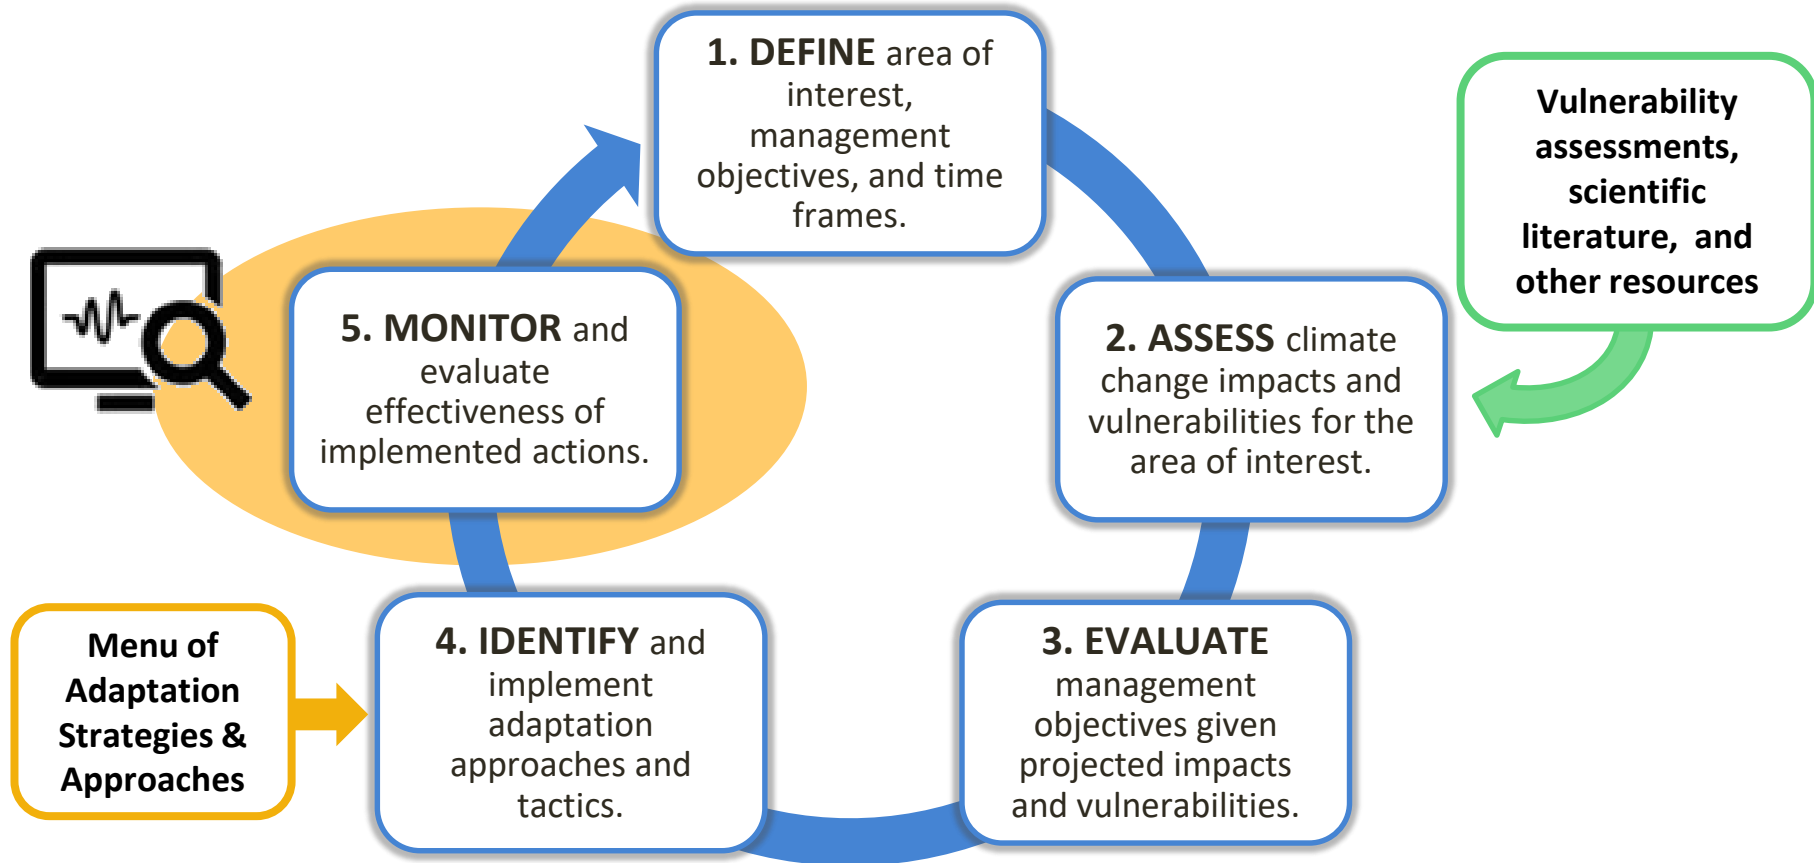 1. DEFINE area of
interest,
management
objectives, and time
frames.
Vulnerability
assessments,
scientific
literature, and
other resources
2. ASSESS climate
change impacts and
vulnerabilities for the
area of interest.
5. MONITOR and
evaluate
effectiveness of
implemented actions.
3. EVALUATE
management
objectives given
projected impacts
and vulnerabilities.
4. IDENTIFY and
implement
adaptation
approaches and
tactics.
Menu of
Adaptation
Strategies &
Approaches